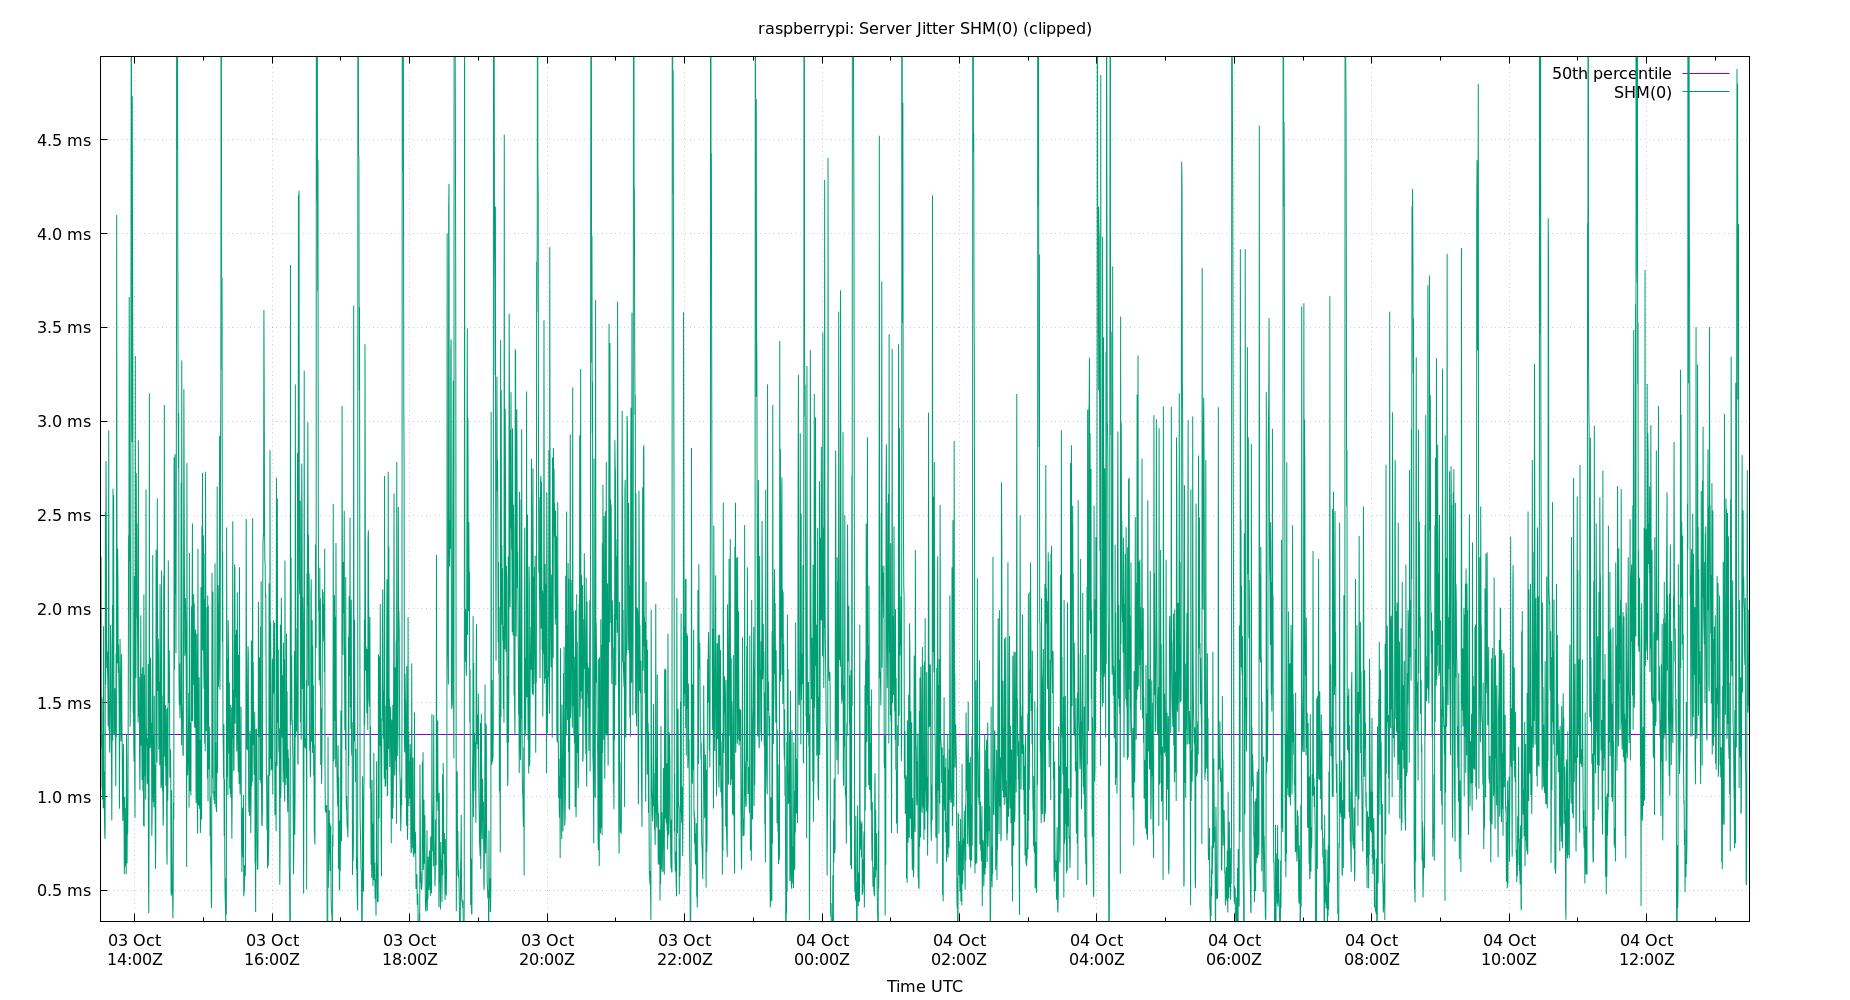 raspberrypi: Server Jitter SHM(0) (clipped)
50th percentile
SHM(0)
4.5 ms
4.0 ms
3.5 ms
3.0 ms
2.5 ms
2.0 ms
1.5 ms
1.0 ms
0.5 ms
03 Oct 03 Oct 03 Oct 03 Oct 03 Oct 04 Oct 04 Oct 04 Oct 04 Oct 04 Oct 04 Oct 04 Oct
14:00Z 16:00Z 18:00Z 20:00Z 22:00Z 00:00Z 02:00Z 04:00Z 06:00Z 08:00Z 10:00Z 12:00Z
Time UTC